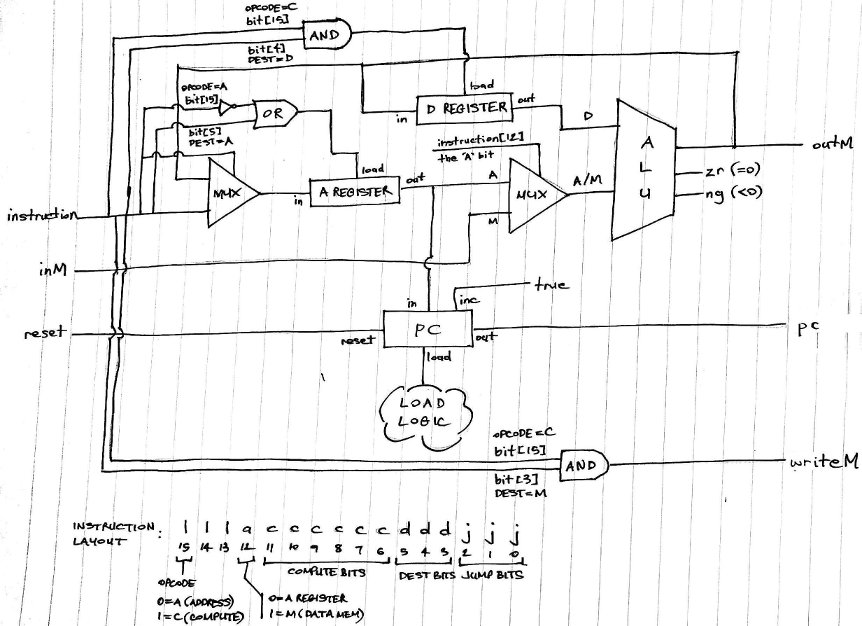 OPCODE=C
bit[15]
AND
bit[4]
DEST=D
OPCODE=A
bit[15]
OR
bit[5]
DEST=A
load
D REGISTER
in
out
D
instruction[12]
the "A" bit
MUX
load
A REGISTER
in
out
A
M
MUX
A/M
A
L
U
outM
zr (=0)
ng (<0)
instruction
inM
true
in
inc
reset
reset
PC
out
pc
load
LOAD
LOGIC
OPCODE=C
bit[15]
AND
writeM
bit[3]
DEST=M
INSTRUCTION
LAYOUT :
1 1 1 a c c c c c c d d d j j j
15 14 13 12 11 10 9 8 7 6 5 4 3 2 1 0
COMPUTE BITS DEST BITS JUMP BITS
OPCODE
0=A (ADDRESS)
1=C (COMPUTE)
0=A REGISTER
1=M (DATA MEM)